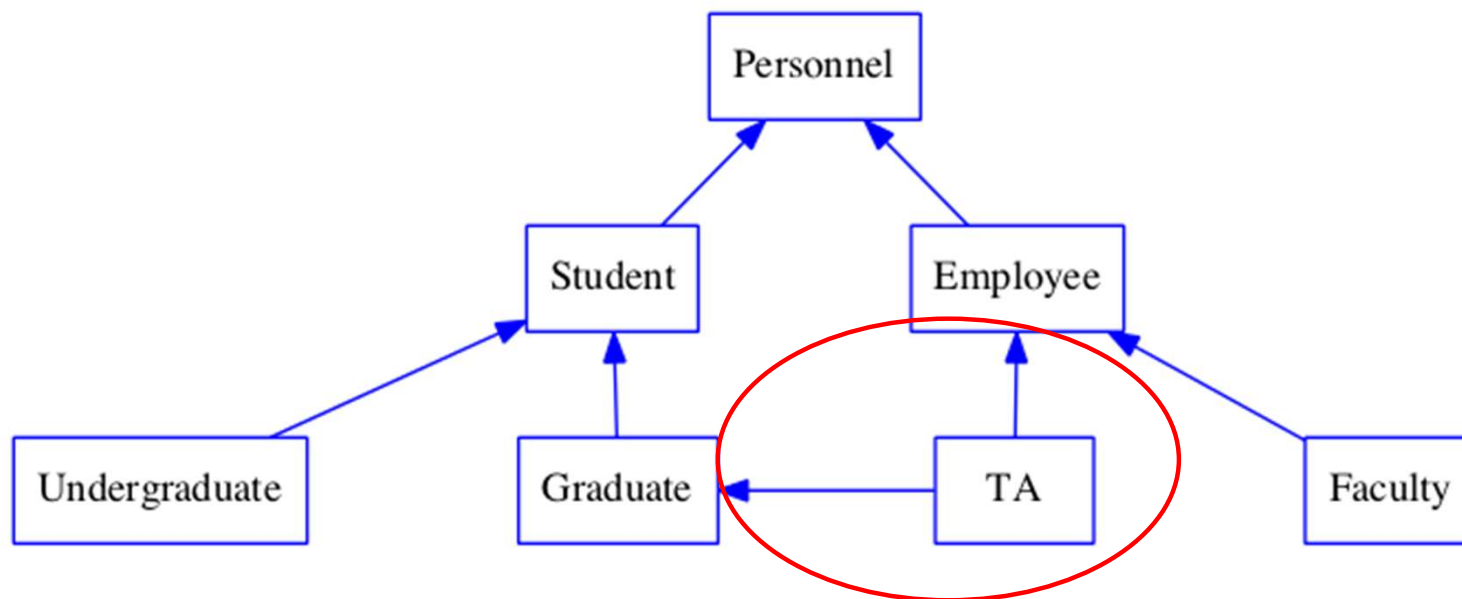 Personnel
Student
Employee
Undergraduate
Graduate
TA
Faculty